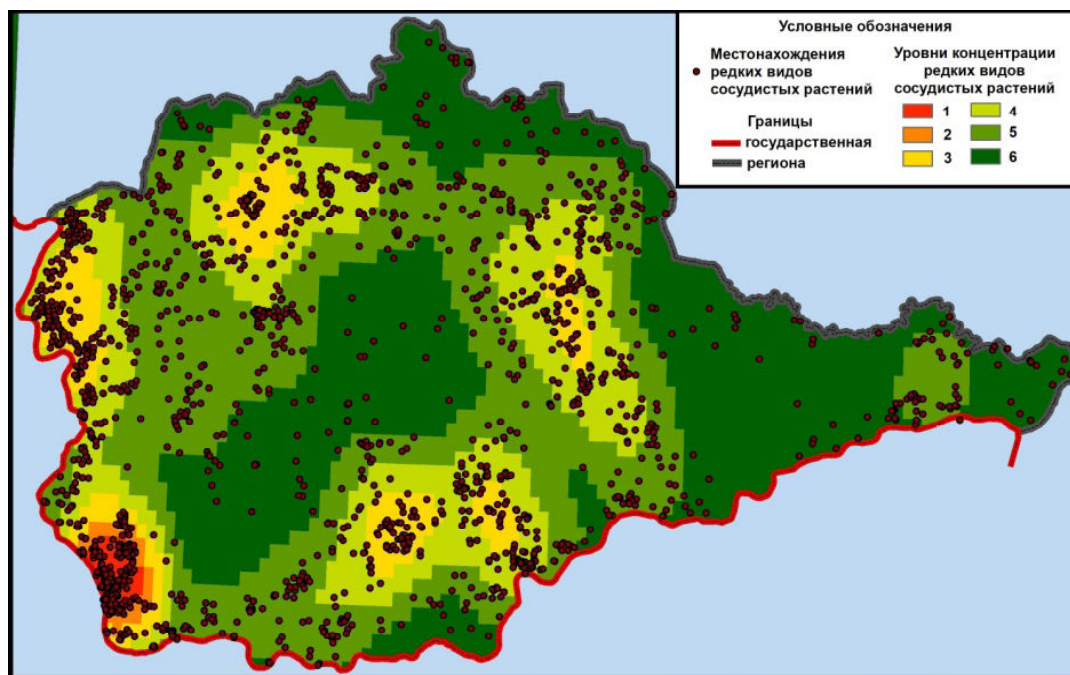 Условные обозначения
Местонахождения
редких видов
сосудистых растений
Границы
государственная
региона
Уровни концентрации
редких видов
сосудистых растений
1
2
3
4
5
6